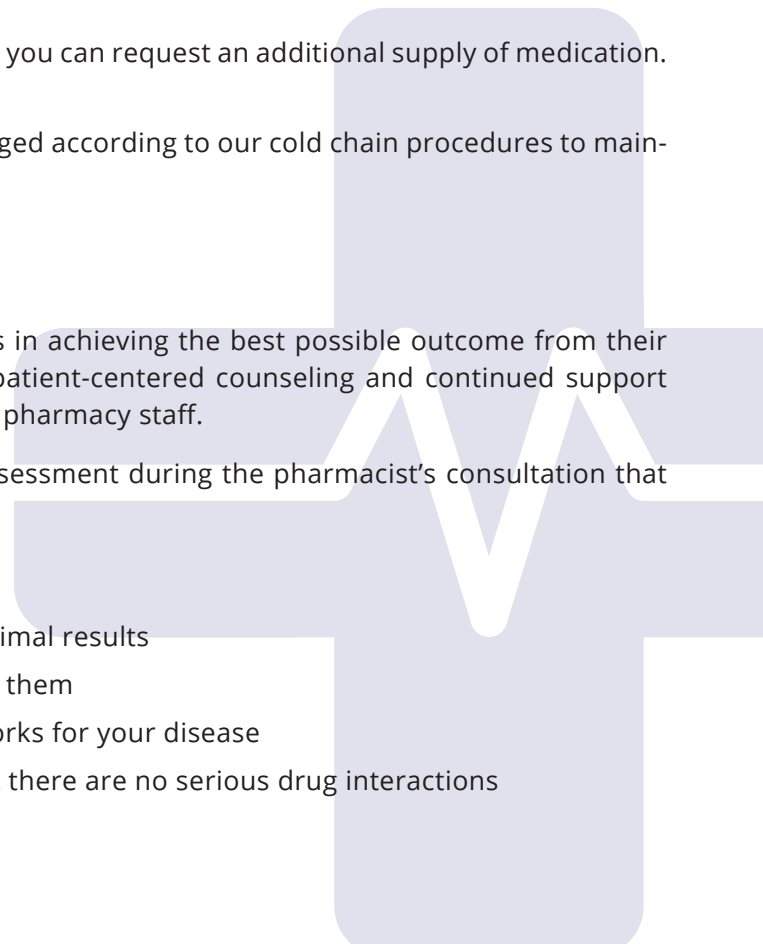 you can request an additional supply of medication.
ged according to our cold chain procedures to main-
s in achieving the best possible outcome from their
patient-centered counseling and continued support
pharmacy staff.
sessment during the pharmacist’s consultation that
imal results
them
orks for your disease
there are no serious drug interactions